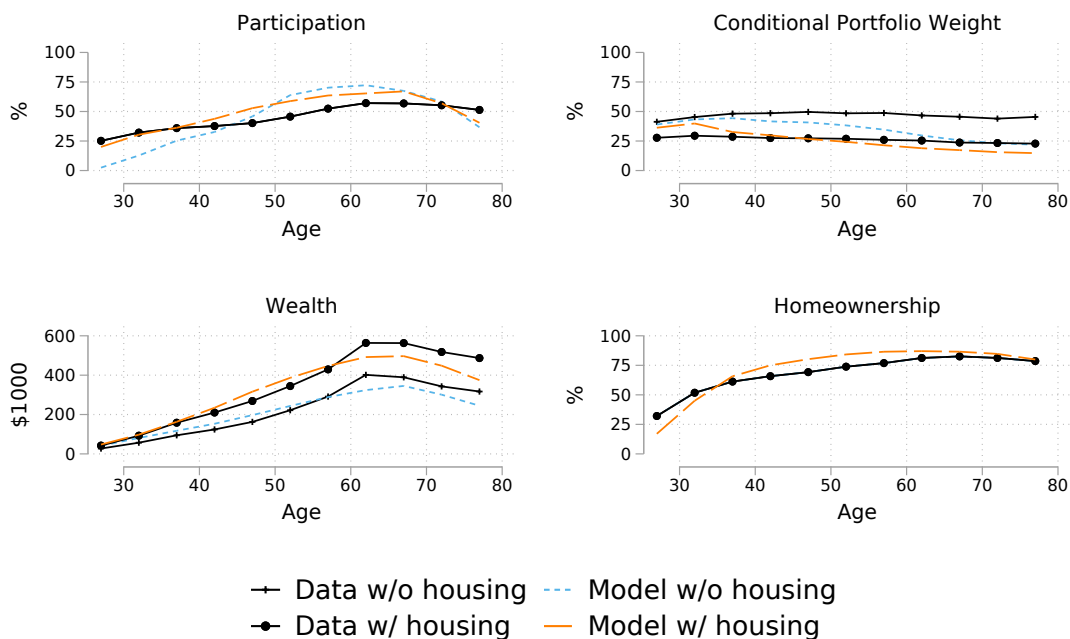 Participation
100
75
50
25
0
%
30 40 50 60 70 80
Age
Conditional Portfolio Weight
100
75
50
25
0
%
30 40 50 60 70 80
Age
Wealth
600
400
200
0
$1000
30 40 50 60 70 80
Age
Homeownership
100
75
50
25
0
%
30 40 50 60 70 80
Age
Data w/o housing Model w/o housing
Data w/ housing Model w/ housing